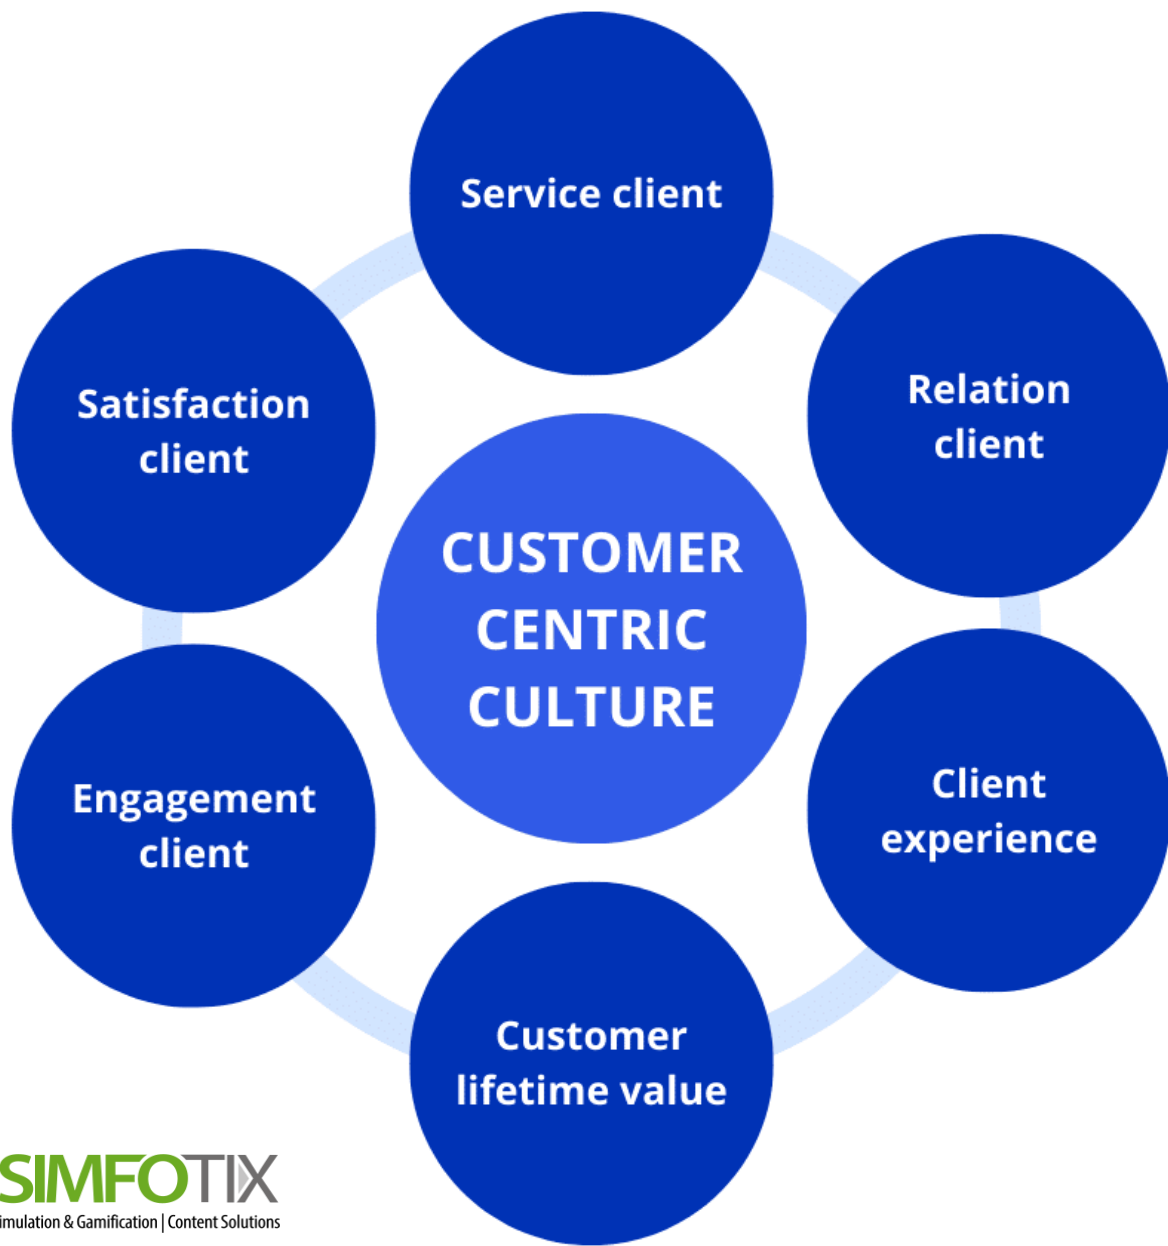 Service client
Relation
client
Satisfaction
client
CUSTOMER
CENTRIC
CULTURE
Client
experience
Engagement
client
Customer
lifetime value
SIMFOTIX
imulation & Gamification | Content Solutions